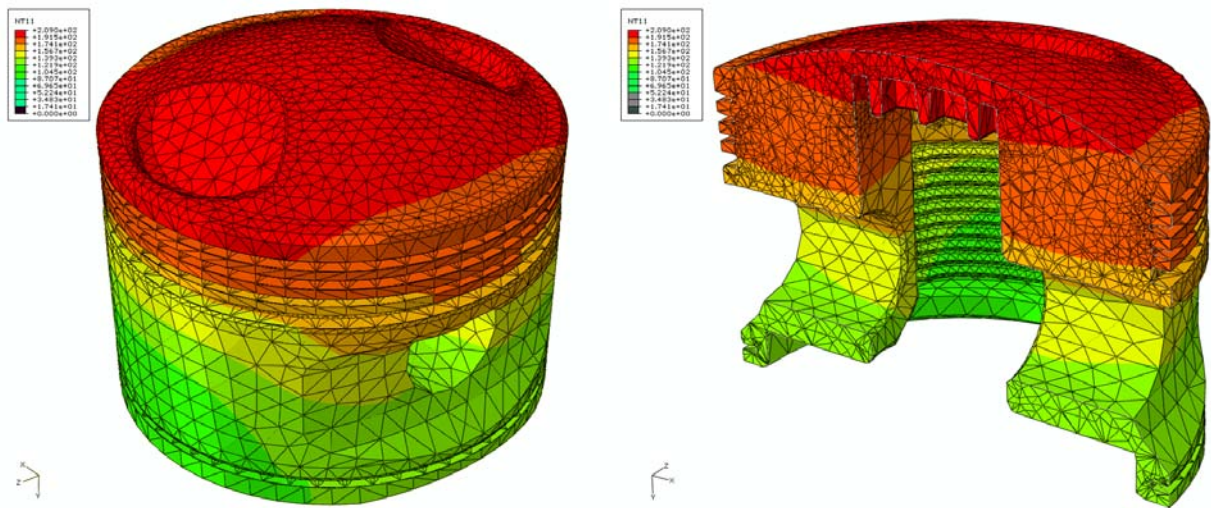 NT11
+2.090e+02
+1.915e+02
+1.741e+02
+1.567e+02
+1.393e+02
+1.219e+02
+1.045e+02
+8.707e+01
+6.965e+01
+5.224e+01
+3.483e+01
+1.741e+01
+0.000e+00
X
Z
Y
NT11
+2.090e+02
+1.915e+02
+1.741e+02
+1.567e+02
+1.393e+02
+1.219e+02
+1.045e+02
+8.707e+01
+6.965e+01
+5.224e+01
+3.483e+01
+1.741e+01
+0.000e+00
Z
X
Y